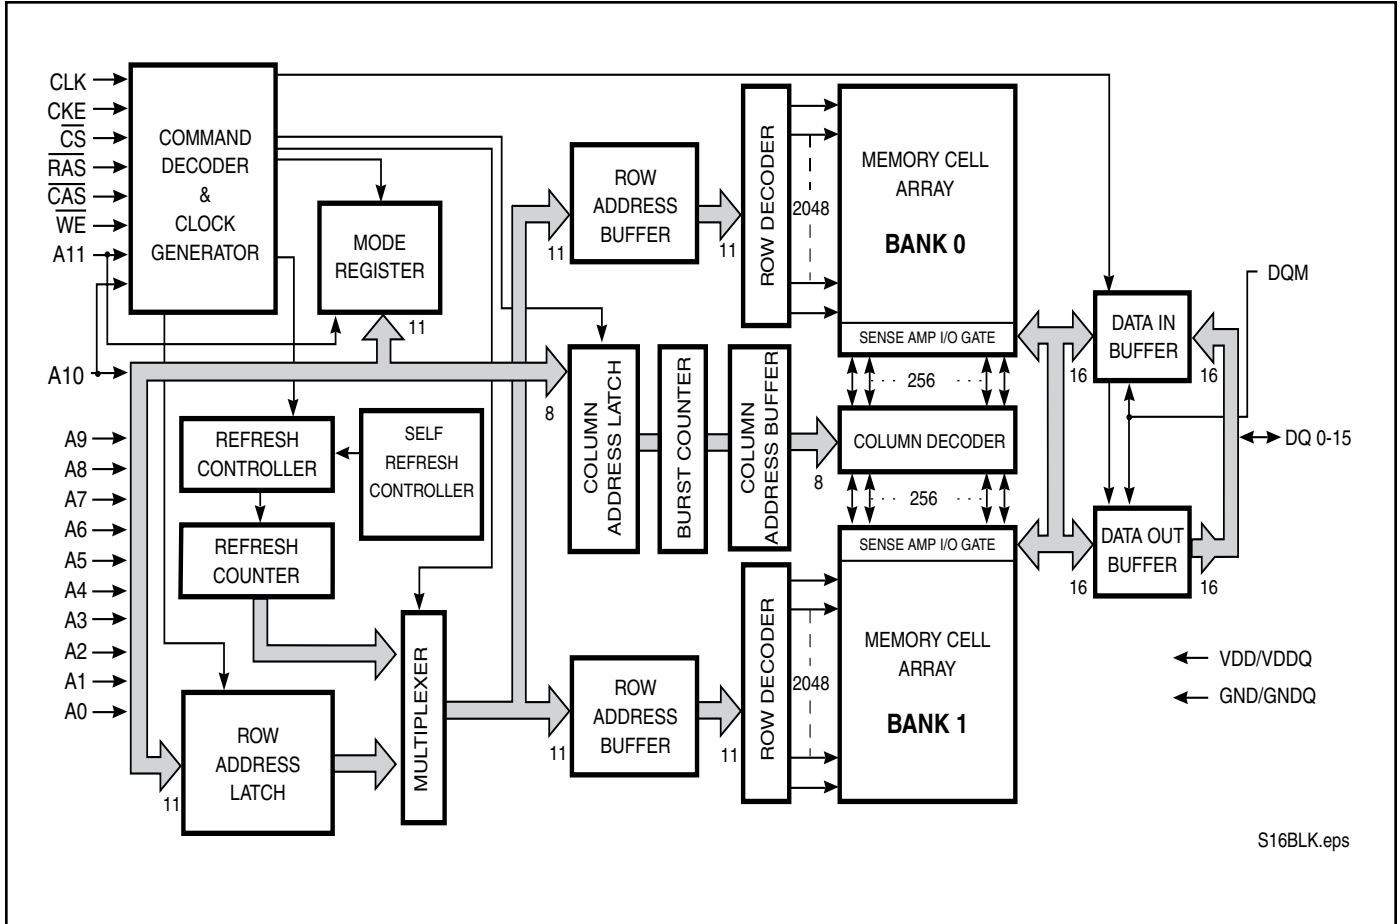 CLK
CKE
CS
RAS
CAS
WE
A11
A10
A9
A8
A7
A6
A5
A4
A3
A2
A1
A0
COMMAND
DECODER
&
CLOCK
GENERATOR
MODE
REGISTER
11
REFRESH
CONTROLLER
SELF
REFRESH
CONTROLLER
REFRESH
COUNTER
ROW
ADDRESS
LATCH
11
MULTIPLEXER
ROW
ADDRESS
BUFFER
11
11
ROW DECODER
2048
MEMORY CELL
ARRAY
BANK 0
SENSE AMP I/O GATE
256
8
COLUMN
ADDRESS LATCH
BURST COUNTER
COLUMN
ADDRESS BUFFER
8
COLUMN DECODER
256
SENSE AMP I/O GATE
MEMORY CELL
ARRAY
BANK 1
ROW
ADDRESS
BUFFER
11
11
ROW DECODER
2048
DQM
DATA IN
BUFFER
16
16
DQ 0-15
DATA OUT
BUFFER
16
16
VDD/VDDQ
GND/GNDQ
S16BLK.eps